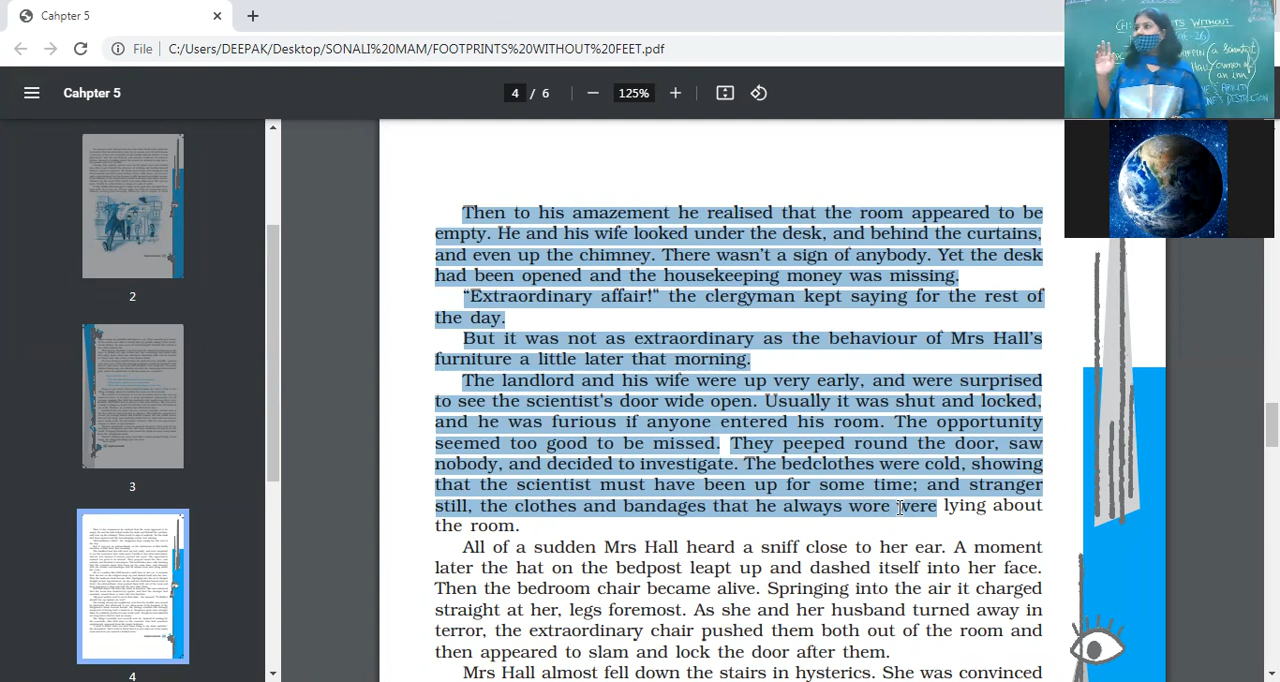 Cahpter 5
File
C:/Users/DEEPAK/Desktop/SONALI%20MAM/FOOTPRINTS%20WITHOUT%20FEET.pdf
Cahpter 5
4 / 6
125%
2
3
4
Then to his amazement he realised that the room appeared to be
empty. He and his wife looked under the desk, and behind the curtains,
and even up the chimney. There wasn't a sign of anybody. Yet the desk
had been opened and the housekeeping money was missing.
“Extraordinary affair!” the clergyman kept saying for the rest of
the day.
But it was not as extraordinary as the behaviour of Mrs Hall's
furniture a little later that morning.
The landlord and his wife were up very early, and were surprised
to see the scientist's door wide open. Usually it was shut and locked,
and he was furious if anyone entered his room. The opportunity
seemed too good to be missed. They peeped round the door, saw
nobody, and decided to investigate. The bedclothes were cold, showing
that the scientist must have been up for some time; and stranger
still, the clothes and bandages that he always wore were lying about
the room.
All of Mrs Hall heard a sniff close to her ear. A moment
later the hat on the bedpost leapt up and dashed itself into her face.
Then the bedroom chair became alive. Springing into the air it charged
straight at her, legs foremost. As she and her husband turned away in
terror, the extraordinary chair pushed them both out of the room and
then appeared to slam and lock the door after them.
Mrs Hall almost fell down the stairs in hysterics. She was convinced
WITHOUT
(a scientist
HALL (owner of
an inn
ABILITY